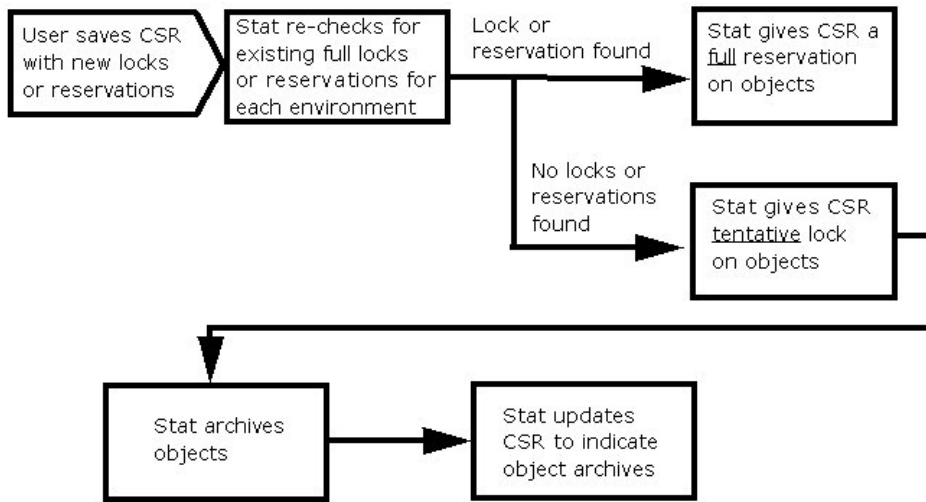 User saves CSR
with new locks
or reservations
Stat re-checks for
existing full locks
or reservations for
each environment
Lock or
reservation found
Stat gives CSR a
full reservation
on objects
No locks or
reservations
found
Stat gives CSR
tentative lock
on objects
Stat archives
objects
Stat updates
CSR to indicate
object archives